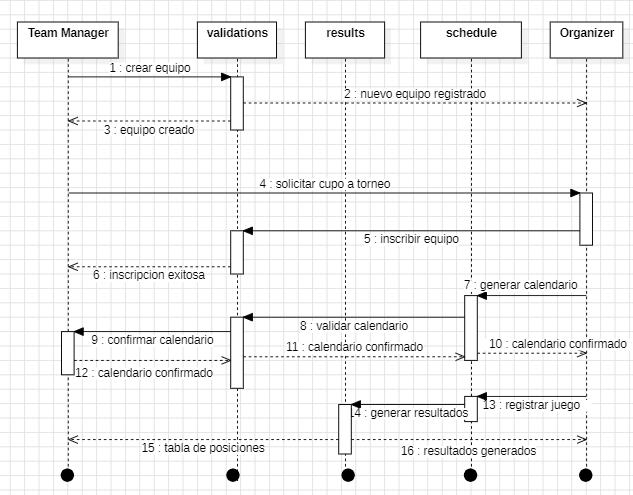 Team Manager
validations
results
schedule
Organizer
1 : crear equipo
2 : nuevo equipo registrado
3 : equipo creado
4 : solicitar cupo a torneo
5 : inscribir equipo
6 : inscripcion exitosa
7 : generar calendario
8 : validar calendario
9 : confirmar calendario
10 : calendario confirmado
11 : calendario confirmado
12 : calendario confirmado
13 : registrar juego
14 : generar resultados
15 : tabla de posiciones
16 : resultados generados